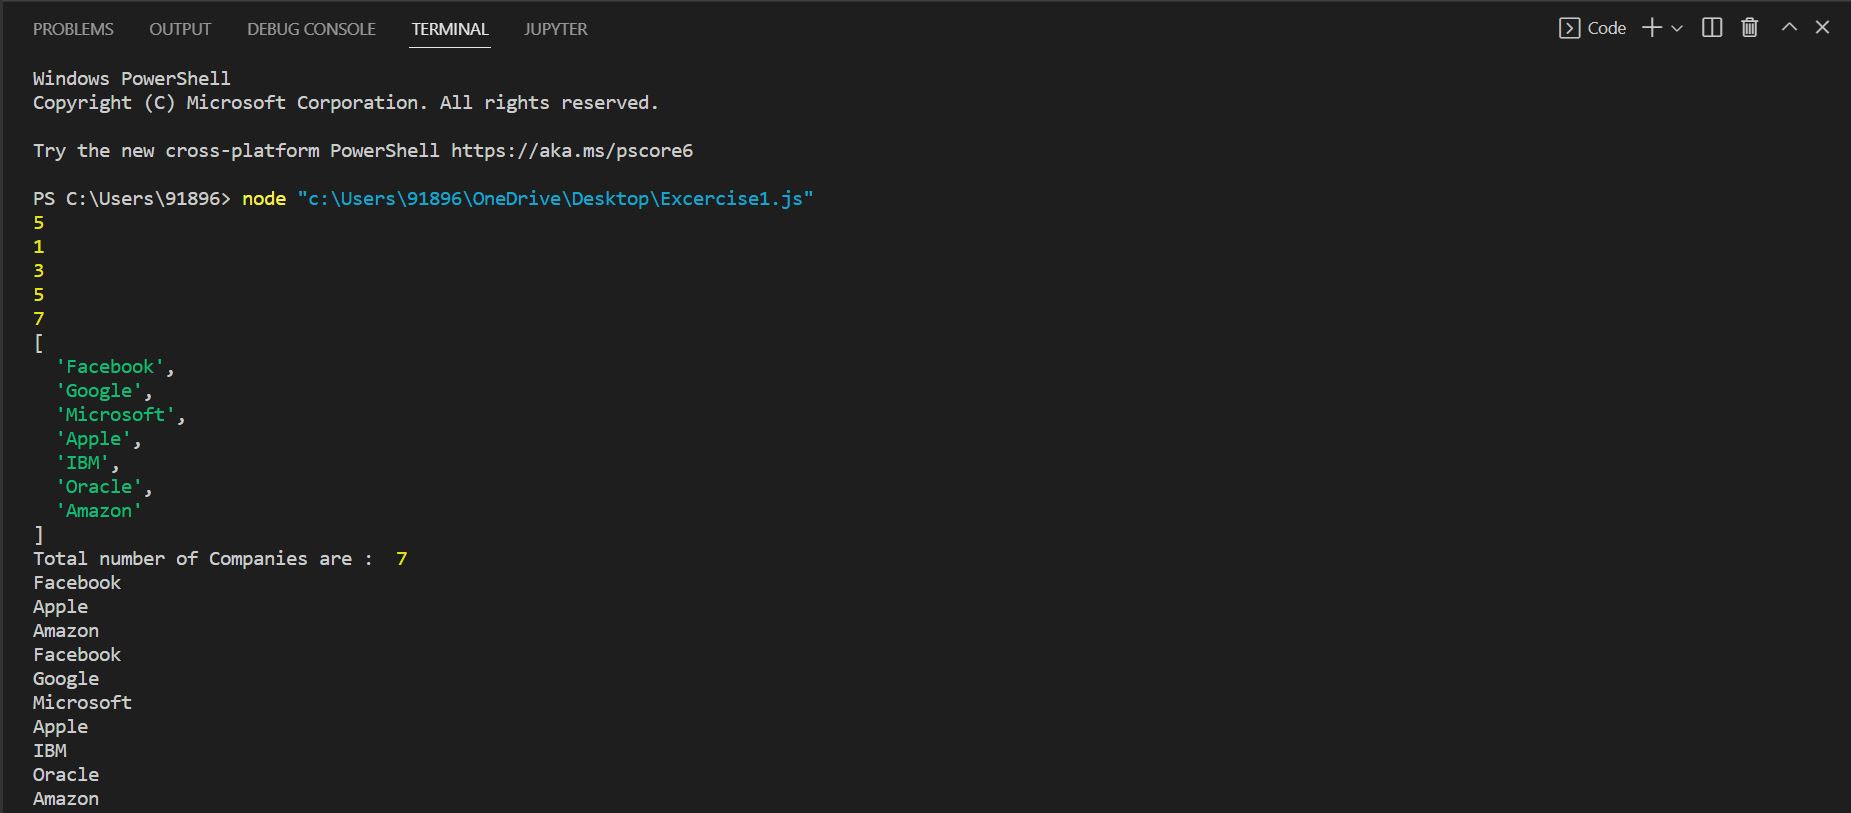 PROBLEMS OUTPUT DEBUG CONSOLE TERMINAL JUPYTER Code
Windows PowerShell
Copyright (C) Microsoft Corporation. All rights reserved.
Try the new cross-platform PowerShell https://aka.ms/pscore6
PS C:\Users\91896> node "c:\Users\91896\OneDrive\Desktop\Excercise1.js"
5
1
3
5
7
[
'Facebook',
'Google',
'Microsoft',
'Apple',
'IBM',
'Oracle',
'Amazon'
]
Total number of Companies are :  7
Facebook
Apple
Amazon
Facebook
Google
Microsoft
Apple
IBM
Oracle
Amazon